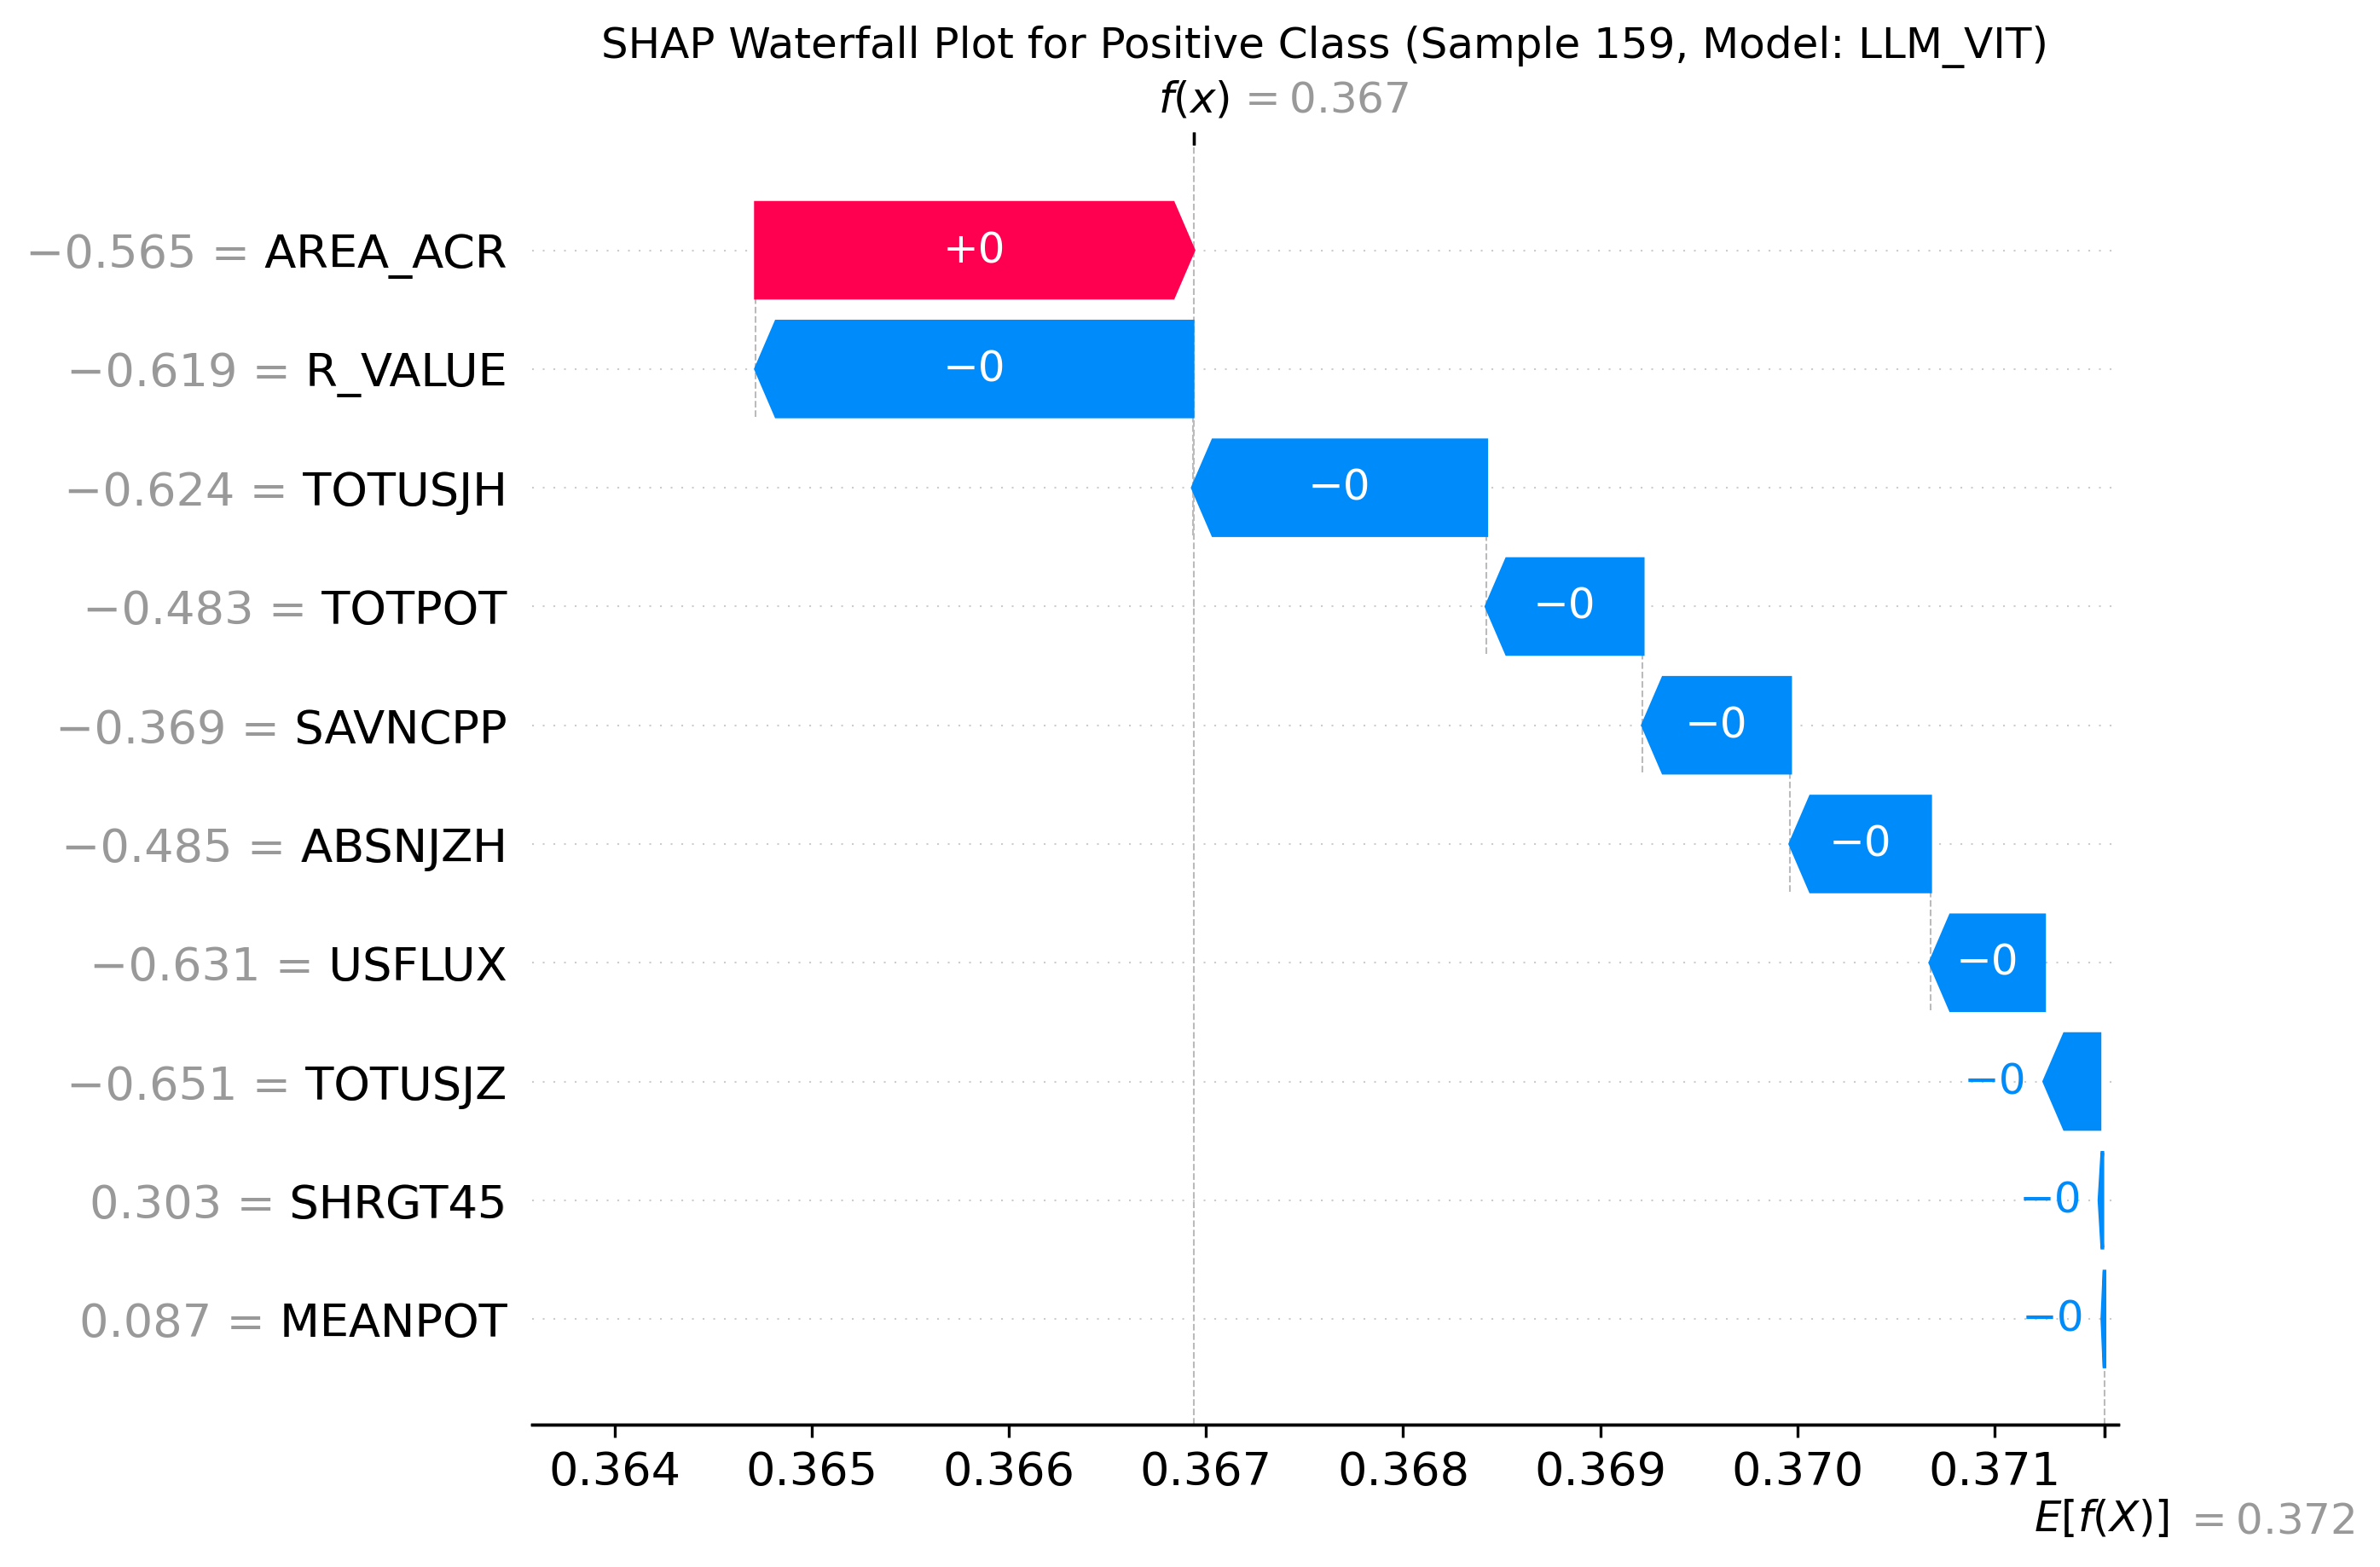 SHAP Waterfall Plot for Positive Class (Sample 159, Model: LLM_VIT)
f(x) = 0.367
−0.565 = AREA_ACR +0
−0.619 = R_VALUE −0
−0.624 = TOTUSJH −0
−0.483 = TOTPOT −0
−0.369 = SAVNCPP −0
−0.485 = ABSNJZH −0
−0.631 = USFLUX −0
−0.651 = TOTUSJZ −0
0.303 = SHRGT45 −0
0.087 = MEANPOT −0
0.364 0.365 0.366 0.367 0.368 0.369 0.370 0.371
E[f(X)] = 0.372